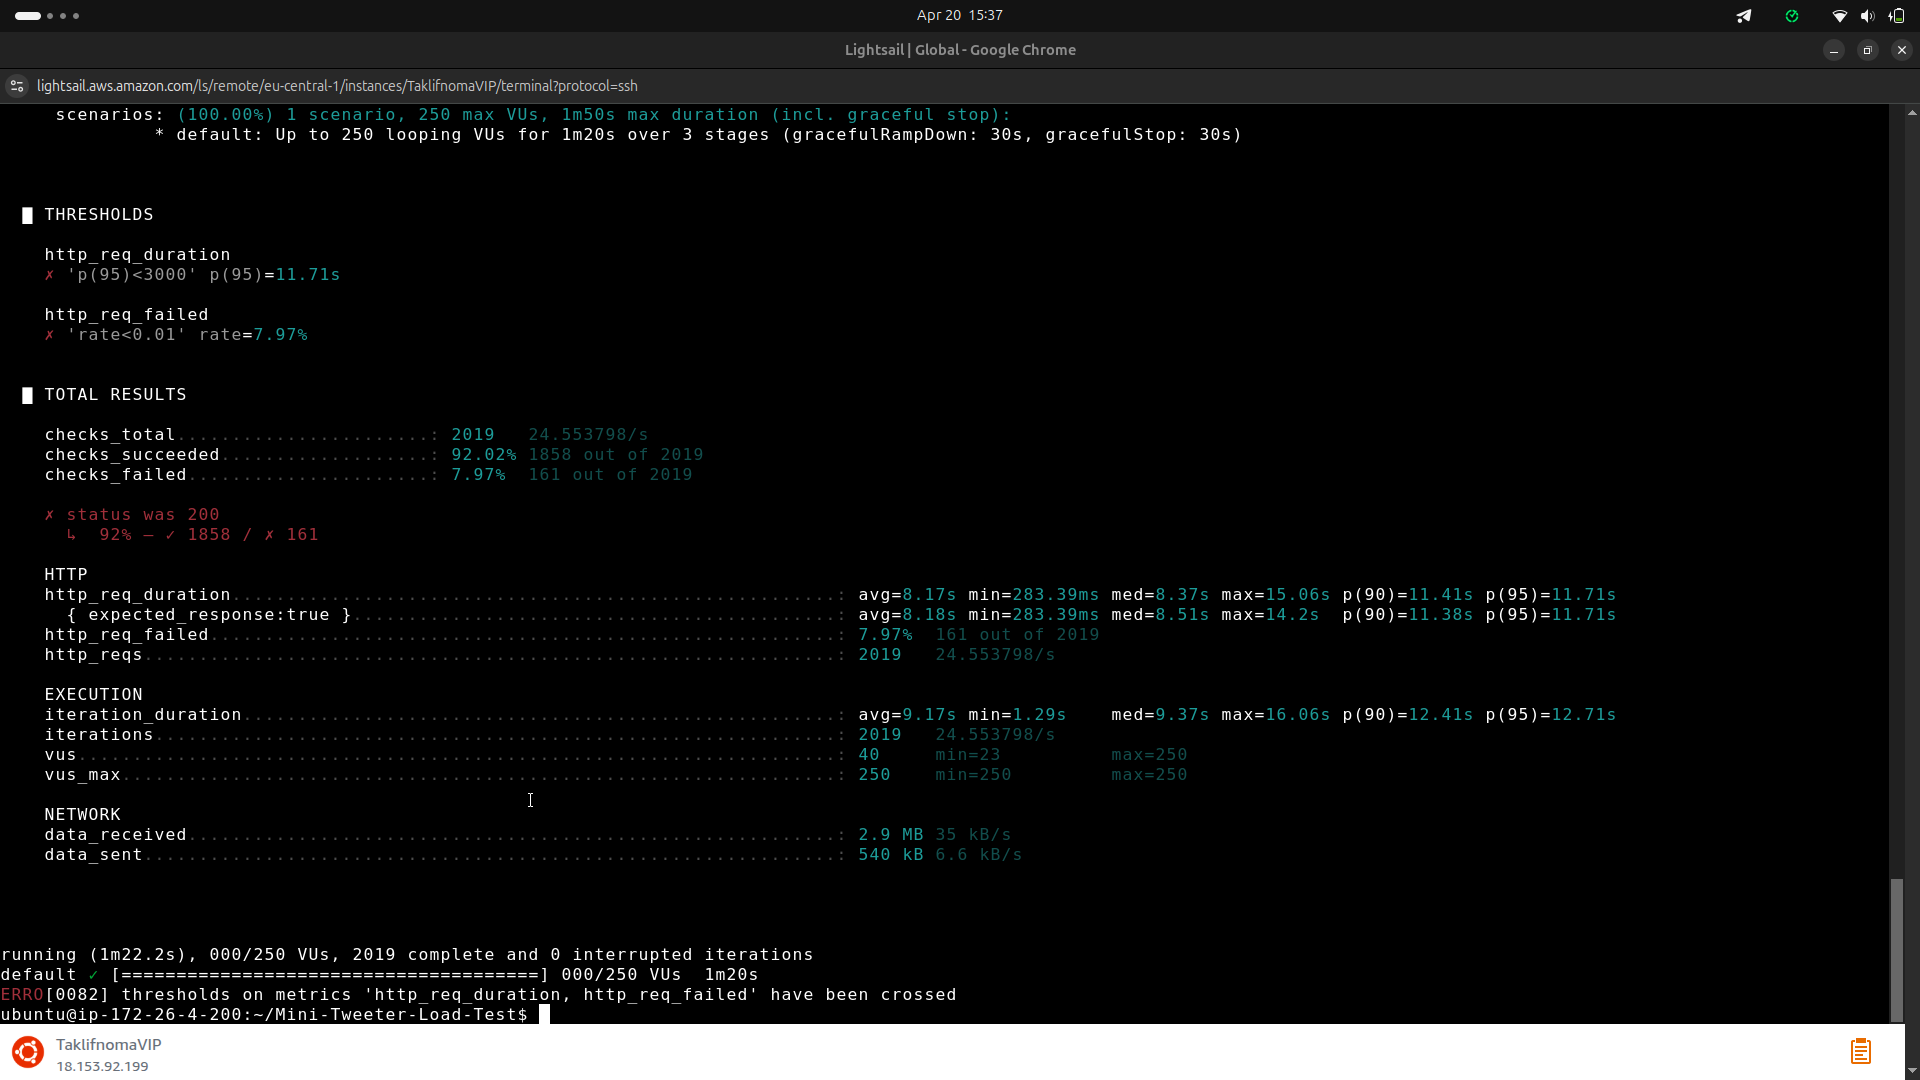 Apr 20 15:37
Lightsail | Global - Google Chrome
lightsail.aws.amazon.com/ls/remote/eu-central-1/instances/TaklifnomaVIP/terminal?protocol=ssh
scenarios: (100.00%) 1 scenario, 250 max VUs, 1m50s max duration (incl. graceful stop):
* default: Up to 250 looping VUs for 1m20s over 3 stages (gracefulRampDown: 30s, gracefulStop: 30s)
█ THRESHOLDS
http_req_duration
✗ 'p(95)<3000' p(95)=11.71s
http_req_failed
✗ 'rate<0.01' rate=7.97%
█ TOTAL RESULTS
checks_total.......................: 2019 24.553798/s
checks_succeeded...................: 92.02% 1858 out of 2019
checks_failed......................: 7.97% 161 out of 2019
✗ status was 200
↳ 92% — ✓ 1858 / ✗ 161
HTTP
http_req_duration.......................................................: avg=8.17s min=283.39ms med=8.37s max=15.06s p(90)=11.41s p(95)=11.71s
{ expected_response:true }............................................: avg=8.18s min=283.39ms med=8.51s max=14.2s p(90)=11.38s p(95)=11.71s
http_req_failed.........................................................: 7.97% 161 out of 2019
http_reqs...............................................................: 2019 24.553798/s
EXECUTION
iteration_duration......................................................: avg=9.17s min=1.29s med=9.37s max=16.06s p(90)=12.41s p(95)=12.71s
iterations..............................................................: 2019 24.553798/s
vus.....................................................................: 40 min=23 max=250
vus_max.................................................................: 250 min=250 max=250
NETWORK
data_received...........................................................: 2.9 MB 35 kB/s
data_sent...............................................................: 540 kB 6.6 kB/s
running (1m22.2s), 000/250 VUs, 2019 complete and 0 interrupted iterations
default ✓ [======================================] 000/250 VUs 1m20s
ERRO[0082] thresholds on metrics 'http_req_duration, http_req_failed' have been crossed
ubuntu@ip-172-26-4-200:~/Mini-Tweeter-Load-Test$
TaklifnomaVIP
18.153.92.199